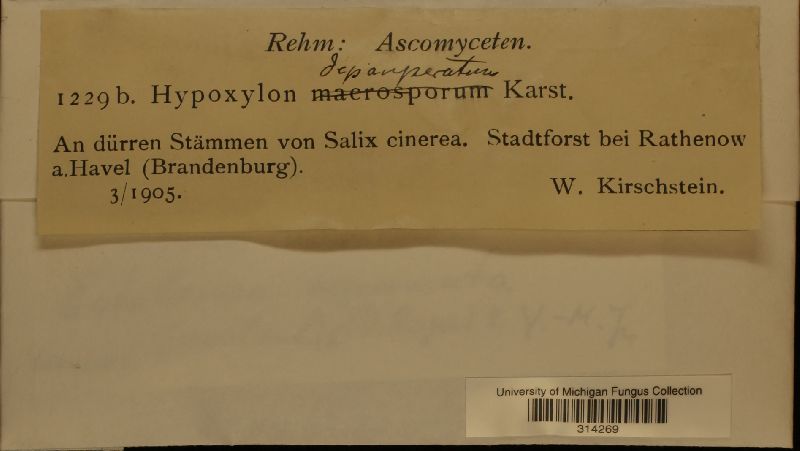 Rehm: Ascomyceten.
depauperatum
1229b. Hypoxylon macrosporum Karst.
An dürren Stämmen von Salix cinerea. Stadtforst bei Rathenow
a. Havel (Brandenburg).
3/1905.
W. Kirschstein.
University of Michigan Fungus Collection
314269